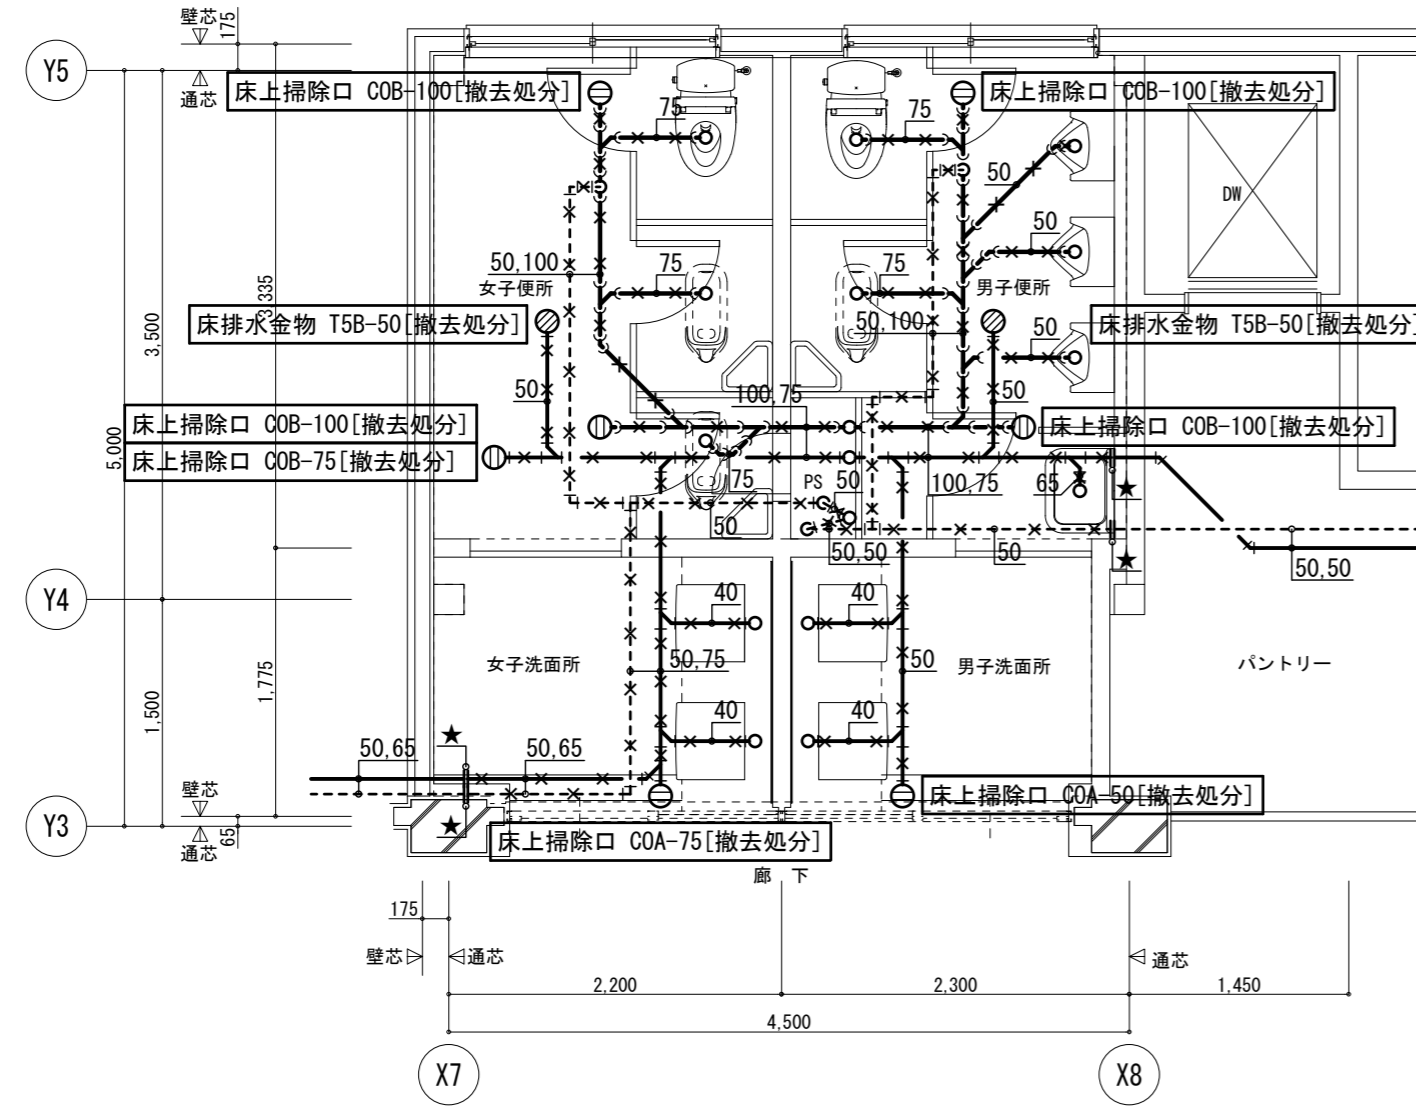 壁芯
175
Y5
通芯
床上掃除口 COB-100[撤去処分]
床上掃除口 COB-100[撤去処分]
75
75
50
DW
50
3,335
3,500
50,100
女子便所
75
75
男子便所
床排水金物 T5B-50[撤去処分]
50,100
床排水金物 T5B-50[撤去処分]
50
50
100,75
50
床上掃除口 COB-100[撤去処分]
床上掃除口 COB-100[撤去処分]
5,000
床上掃除口 COB-75[撤去処分]
75
PS
50
100,75
65
★
50
50,50
50
★
50,50
Y4
40
40
女子洗面所
50,75
50
男子洗面所
パントリー
1,775
1,500
40
40
★
50,65
50,65
壁芯
床上掃除口 COA-50[撤去処分]
Y3
65
★
通芯
床上掃除口 COA-75[撤去処分]
廊 下
175
壁芯
通芯
通芯
2,200
2,300
1,450
4,500
X7
X8